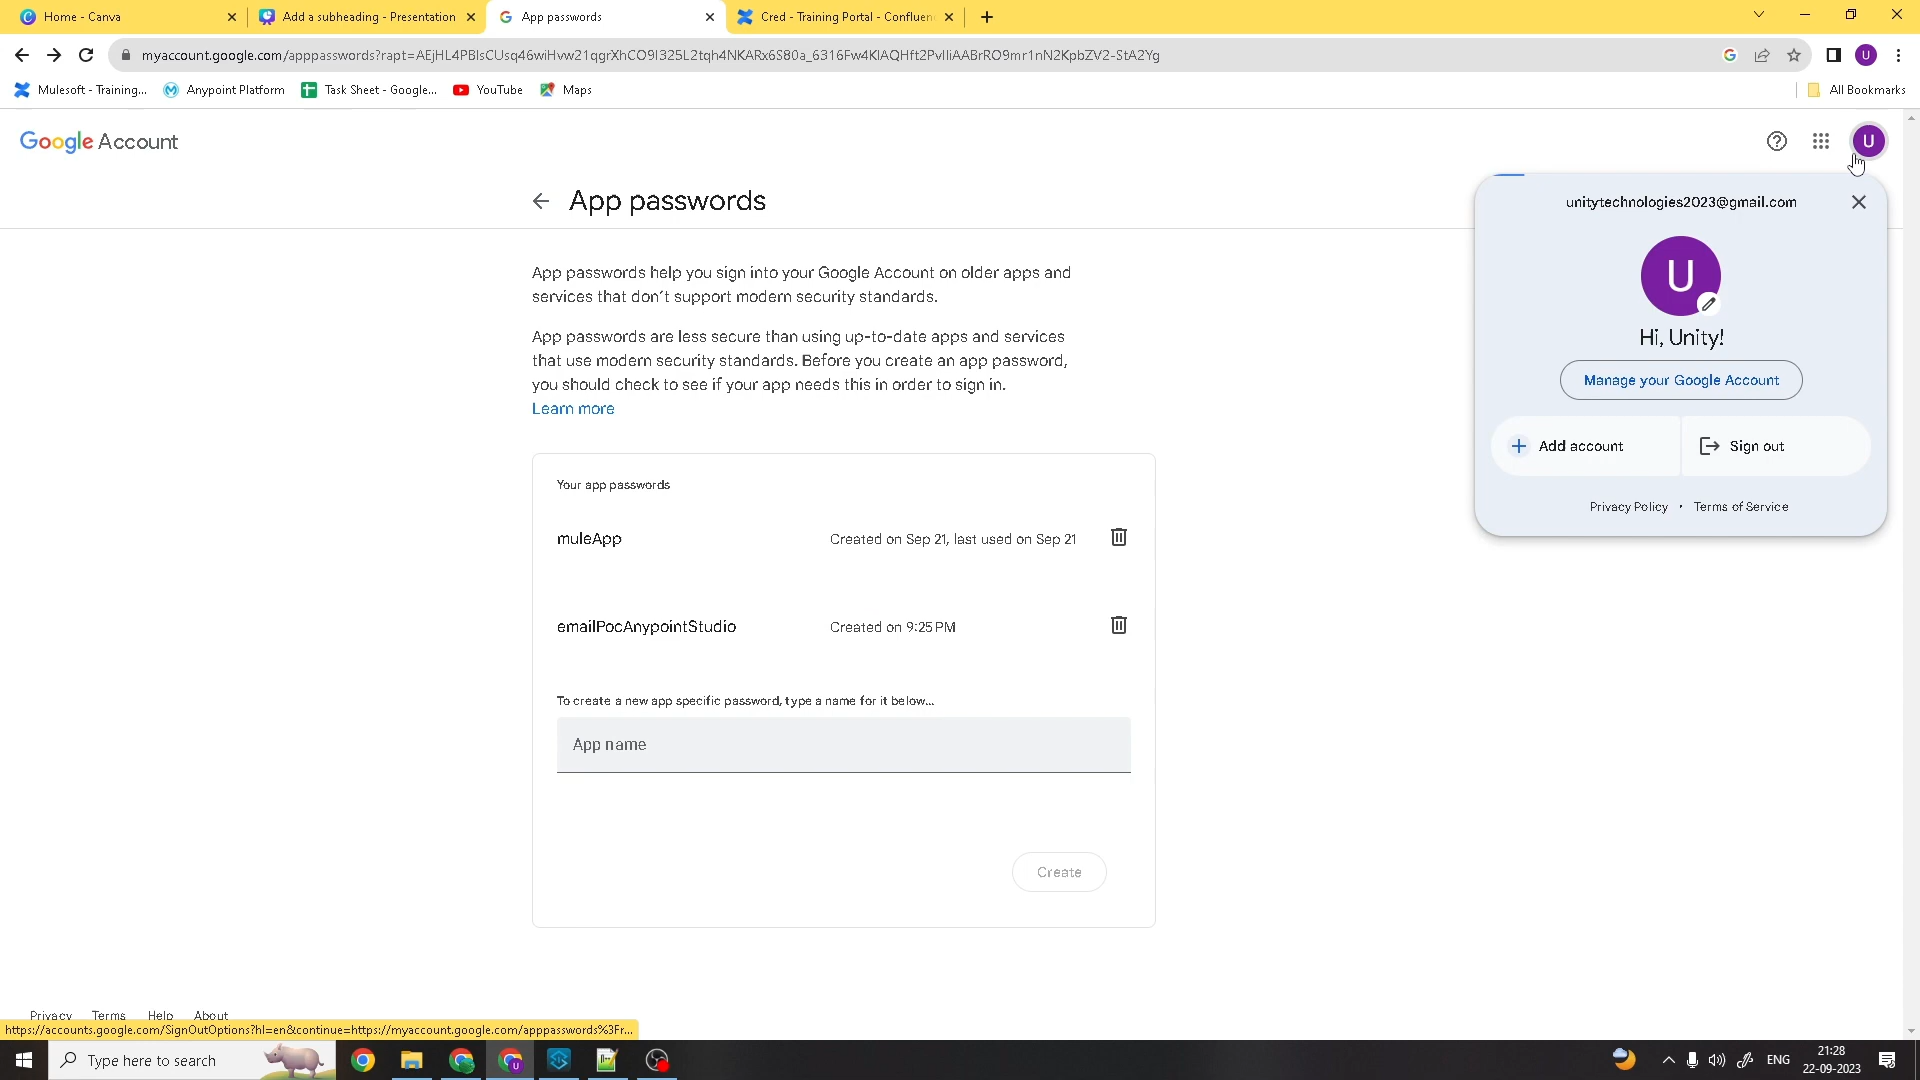 Home - Canva
Add a subheading - Presentation
App passwords
Cred - Training Portal - Confluen
myaccount.google.com/apppasswords?rapt=
Mulesoft - Training...
Anypoint Platform
Task Sheet - Google...
YouTube
Maps
All Bookmarks
Google Account
U
App passwords
unitytechnologies2023@gmail.com
U
Hi, Unity!
Manage your Google Account
Add account
Sign out
Privacy Policy • Terms of Service
App passwords help you sign into your Google Account on older apps and
services that don't support modern security standards.
App passwords are less secure than using up-to-date apps and services
that use modern security standards. Before you create an app password,
you should check to see if your app needs this in order to sign in.
Learn more
Your app passwords
muleApp
Created on Sep 21, last used on Sep 21
emailPocAnypointStudio
Created on 9:25 PM
To create a new app specific password, type a name for it below...
App name
Create
Privacy Terms Help About
https://accounts.google.com/SignOutOptions?hl=en&continue=https://myaccount.google.com/apppasswords%3Fr...
Type here to search
ENG
21:28
22-09-2023